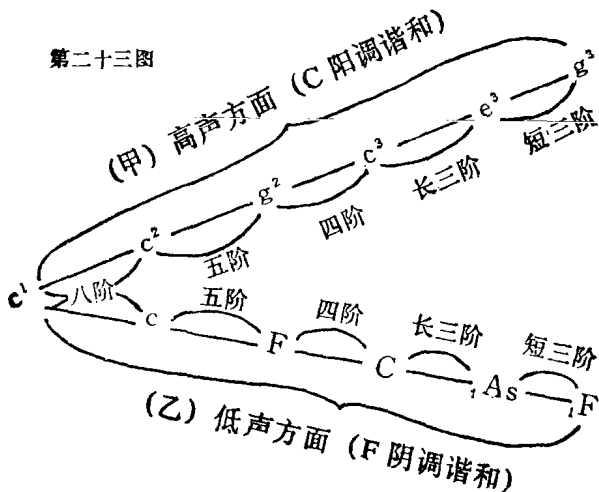 第二十三图
(甲) 高声方面 (C 阳调谐和)
c¹ c² g² c³ e³ g³
八阶 五阶 四阶 长三阶 短三阶
c F C ₁As ₁F
五阶 四阶 长三阶 短三阶
(乙) 低声方面 (F 阴调谐和)